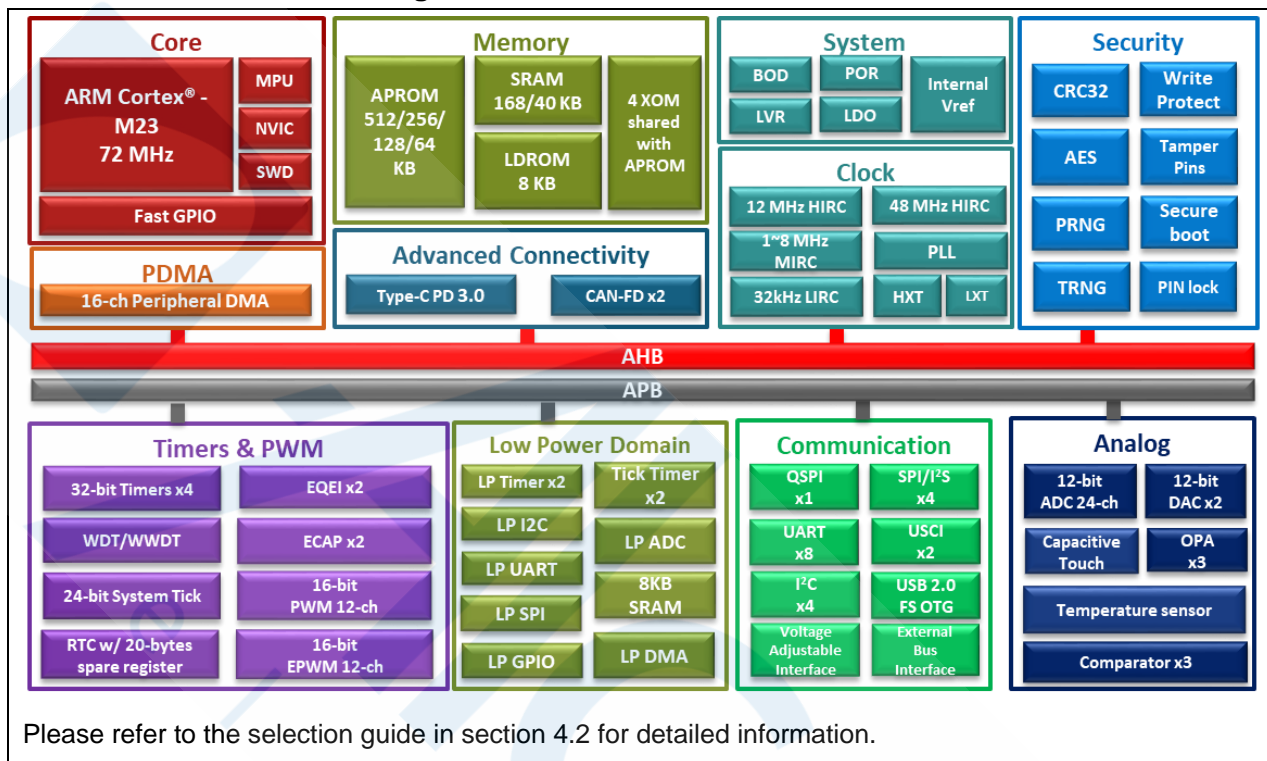 Core
ARM Cortex® -
M23
72 MHz
MPU
NVIC
SWD
Fast GPIO
PDMA
16-ch Peripheral DMA
Memory
APROM
512/256/
128/64
KB
SRAM
168/40 KB
LDROM
8 KB
4 XOM
shared
with
APROM
Advanced Connectivity
Type-C PD 3.0
CAN-FD x2
System
BOD
POR
LVR
LDO
Internal
Vref
Clock
12 MHz HIRC
48 MHz HIRC
1~8 MHz
MIRC
PLL
32kHz LIRC
HXT
LXT
Security
CRC32
Write
Protect
AES
Tamper
Pins
PRNG
Secure
boot
TRNG
PIN lock
AHB
APB
Timers & PWM
32-bit Timers x4
EQEI x2
WDT/WWDT
ECAP x2
24-bit System Tick
16-bit
PWM 12-ch
RTC w/ 20-bytes
spare register
16-bit
EPWM 12-ch
Low Power Domain
LP Timer x2
Tick Timer
x2
LP I2C
LP ADC
LP UART
8KB
SRAM
LP SPI
LP GPIO
LP DMA
Communication
QSPI
x1
SPI/I²S
x4
UART
x8
USCI
x2
I²C
x4
USB 2.0
FS OTG
Voltage
Adjustable
Interface
External
Bus
Interface
Analog
12-bit
ADC 24-ch
12-bit
DAC x2
Capacitive
Touch
OPA
x3
Temperature sensor
Comparator x3
Please refer to the selection guide in section 4.2 for detailed information.